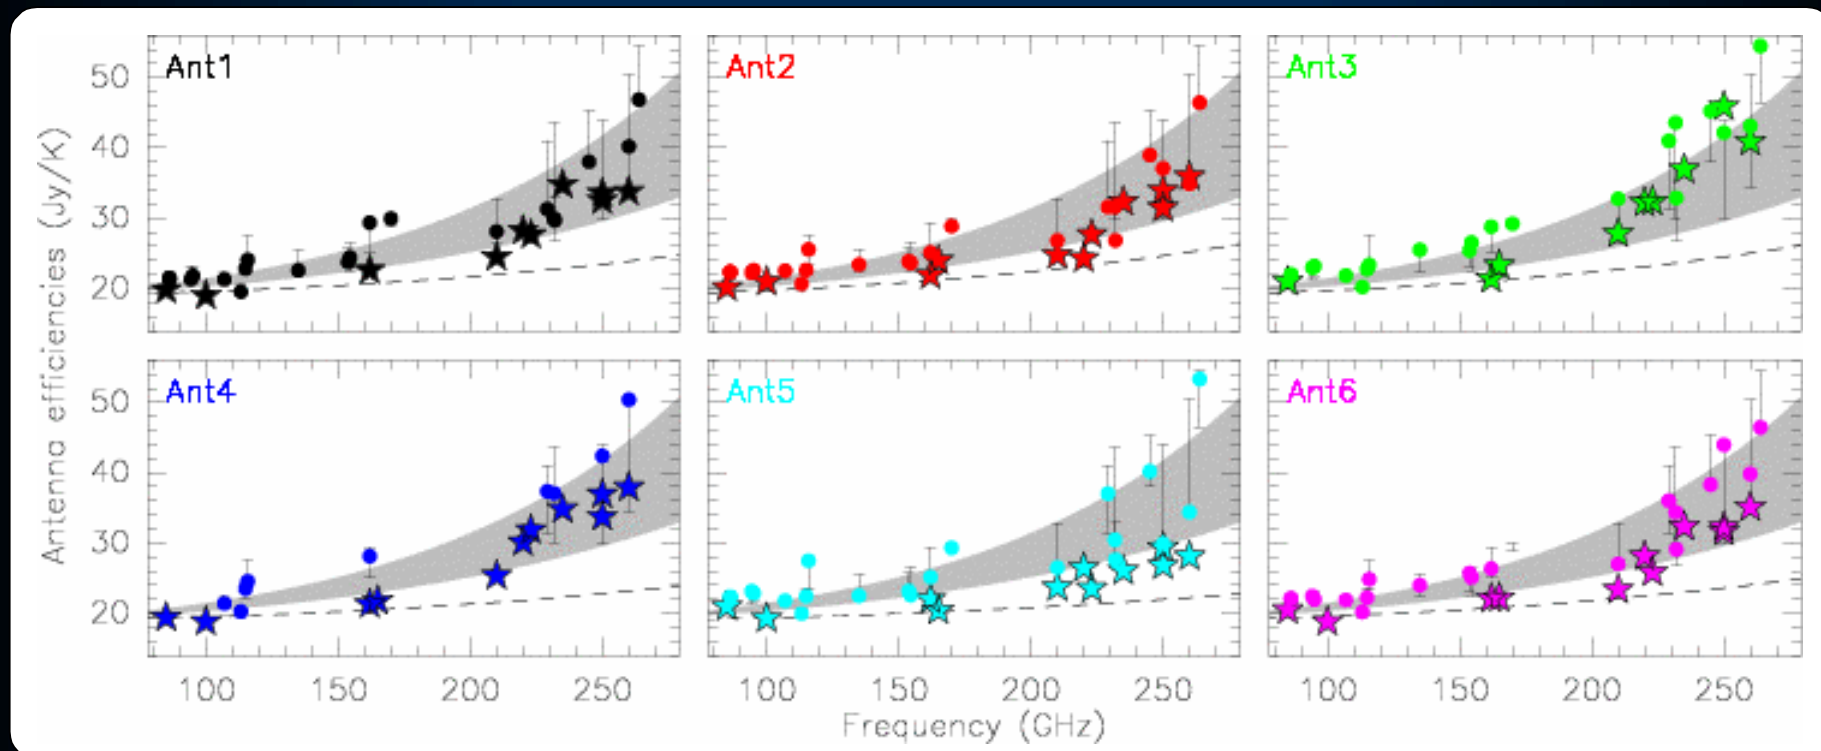 Ant1
Ant2
Ant3
50
40
30
20
Antenna efficiencies (Jy/K)
Ant4
Ant5
Ant6
50
40
30
20
100 150 200 250 100 150 200 250 100 150 200 250
Frequency (GHz)